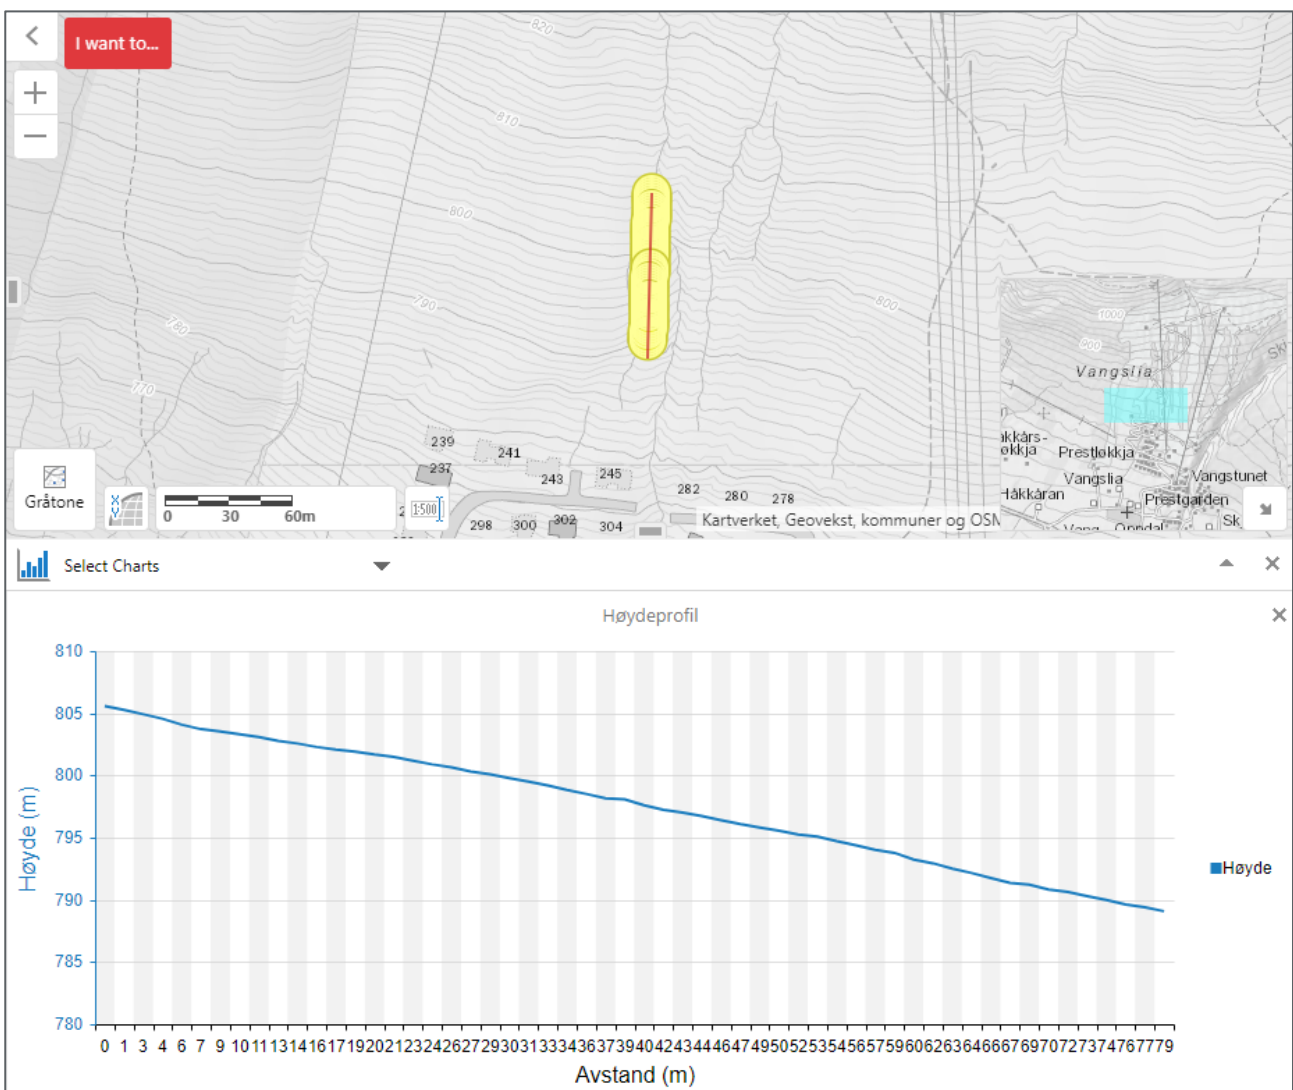 I want to...
820
810
800
790
800
780
770
1000
900
Vangslia
Prestløkkja
Vangslia
Vangstunet
Håkkåran
Prestgarden
239
241
237
243
245
282
280
278
298
300
302
304
Gråtone
0 30 60m
1:500
Kartverket, Geovekst, kommuner og OSM
Select Charts
Høydeprofil
810
805
800
795
790
785
780
Høyde (m)
Høyde
0 1 3 4 6 7 9 10 11 13 14 16 17 19 20 21 23 24 26 27 29 30 31 33 34 36 37 39 40 42 43 44 46 47 49 50 52 53 54 56 57 59 60 62 63 64 66 67 69 70 72 73 74 76 77 79
Avstand (m)